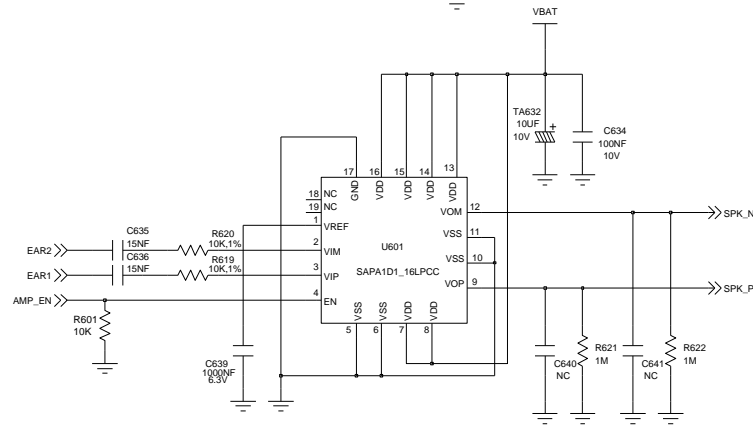 VBAT
TA632
10UF
10V
+
C634
100NF
10V
17 16 15 14 13
GND VDD VDD VDD VDD
18 NC
19 NC
1 VREF
2 VIM
3 VIP
4 EN
VOM 12
VSS 11
VSS 10
VOP 9
U601
SAPA1D1_16LPCC
VSS VSS VDD VDD
5 6 7 8
SPK_N
SPK_P
EAR2
C635
15NF
R620
10K,1%
EAR1
C636
15NF
R619
10K,1%
AMP_EN
R601
10K
C639
1000NF
6.3V
C640
NC
R621
1M
C641
NC
R622
1M